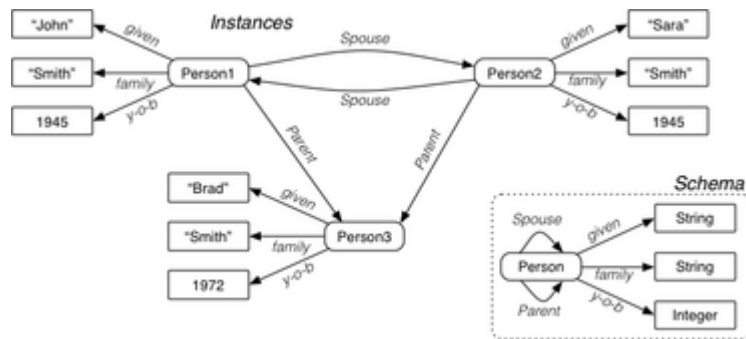 Instances
"John"
given
"Smith"
family
1945
y-o-b
Person1
Spouse
Spouse
Person2
given
"Sara"
family
"Smith"
y-o-b
1945
Parent
Parent
"Brad"
given
"Smith"
family
1972
y-o-b
Person3
Schema
Spouse
Person
Parent
given
String
family
String
y-o-b
Integer